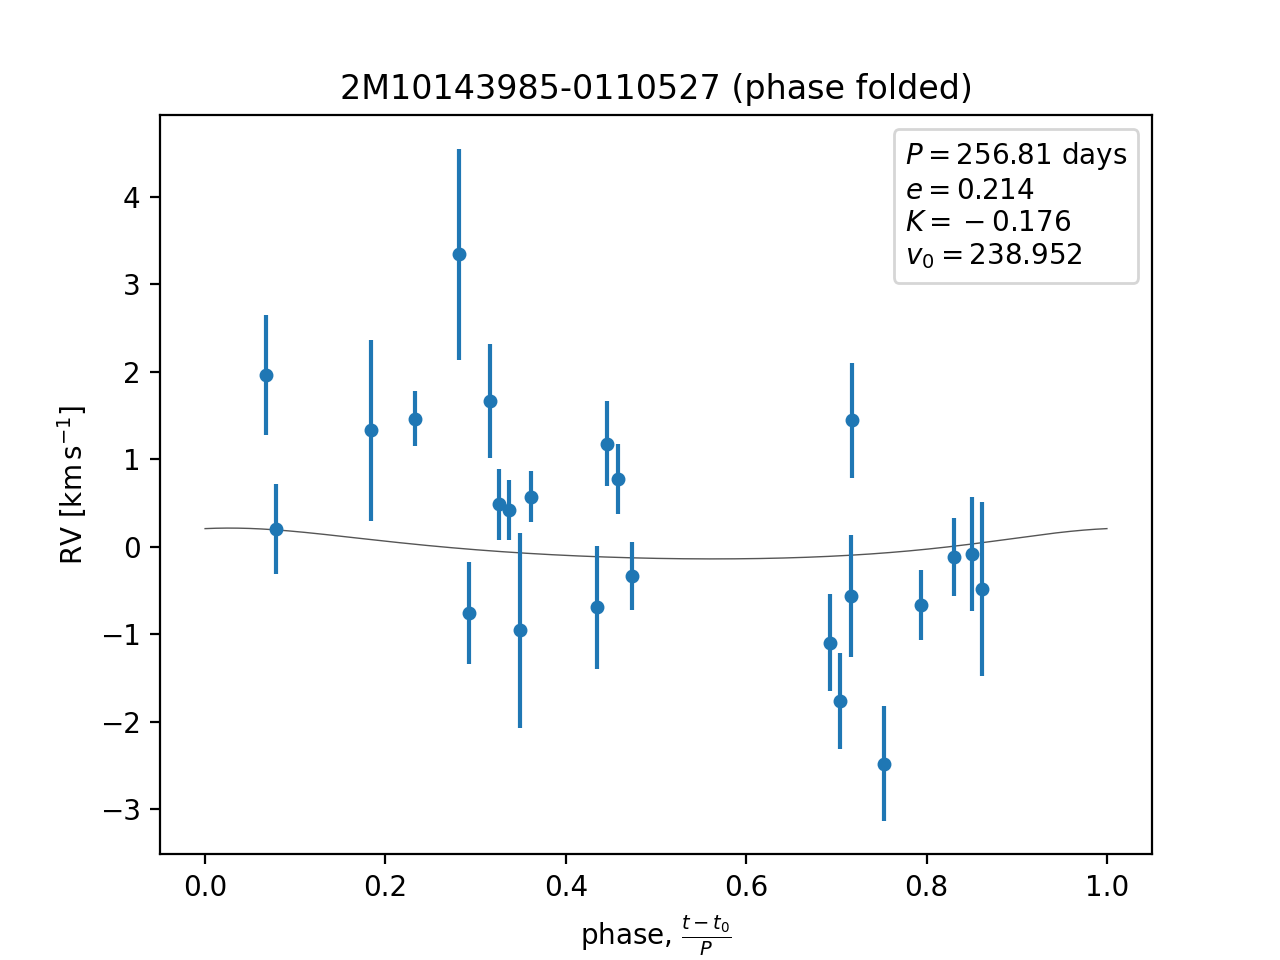 2M10143985-0110527 (phase folded)
P = 256.81 days
e = 0.214
K = −0.176
v₀ = 238.952
4
3
2
1
0
−1
−2
−3
RV [km s⁻¹]
0.0 0.2 0.4 0.6 0.8 1.0
phase, (t − t₀)/P